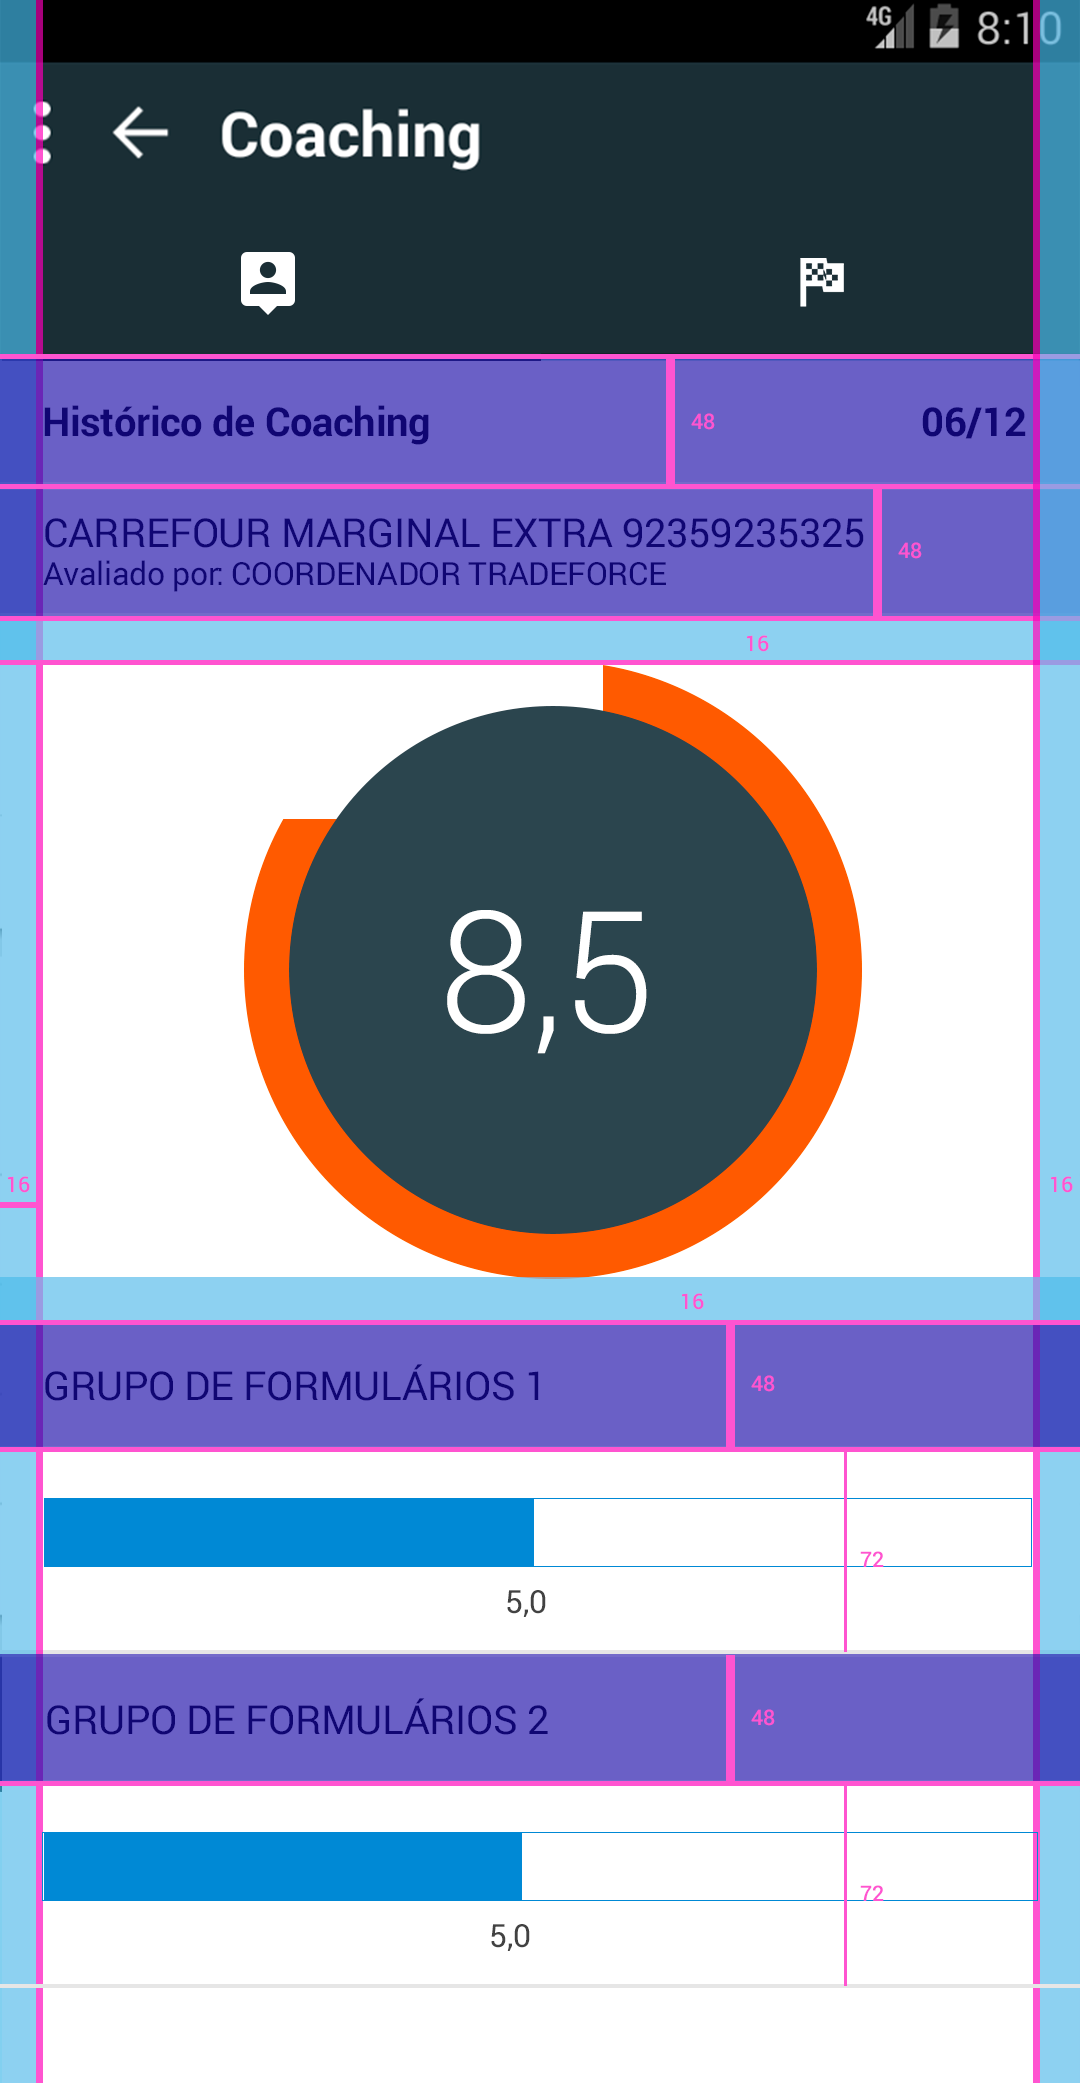 4G 8:10
Coaching
Histórico de Coaching 48 06/12
CARREFOUR MARGINAL EXTRA 92359235325
Avaliado por: COORDENADOR TRADEFORCE
48
16
8,5
16 16
16
GRUPO DE FORMULÁRIOS 1 48
72
5,0
GRUPO DE FORMULÁRIOS 2 48
72
5,0